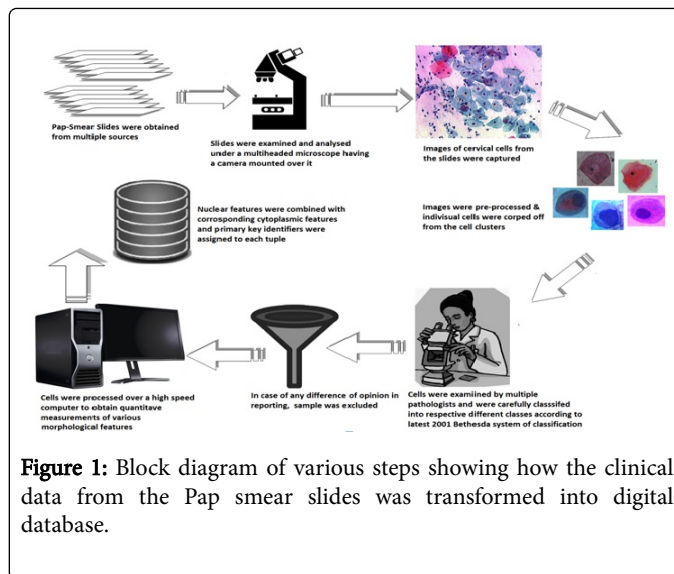 Pap-Smear Slides were obtained
from multiple sources
Slides were examined and analysed
under a multiheaded microscope having
a camera mounted over it
Images of cervical cells from
the slides were captured
Images were pre-processed &
indivisual cells were corped off
from the cell clusters
Cells were examined by multiple
pathologists and were carefully classsifed
into respective different classes according to
latest 2001 Bethesda system of classification
In case of any difference of opinion in
reporting, sample was excluded
Cells were processed over a high speed
computer to obtain quantitave
measurements of various
morphological features
Nuclear features were combined with
corrosponding cytoplasmic features
and primary key identifiers were
assigned to each tuple
Figure 1: Block diagram of various steps showing how the clinical
data from the Pap smear slides was transformed into digital
database.